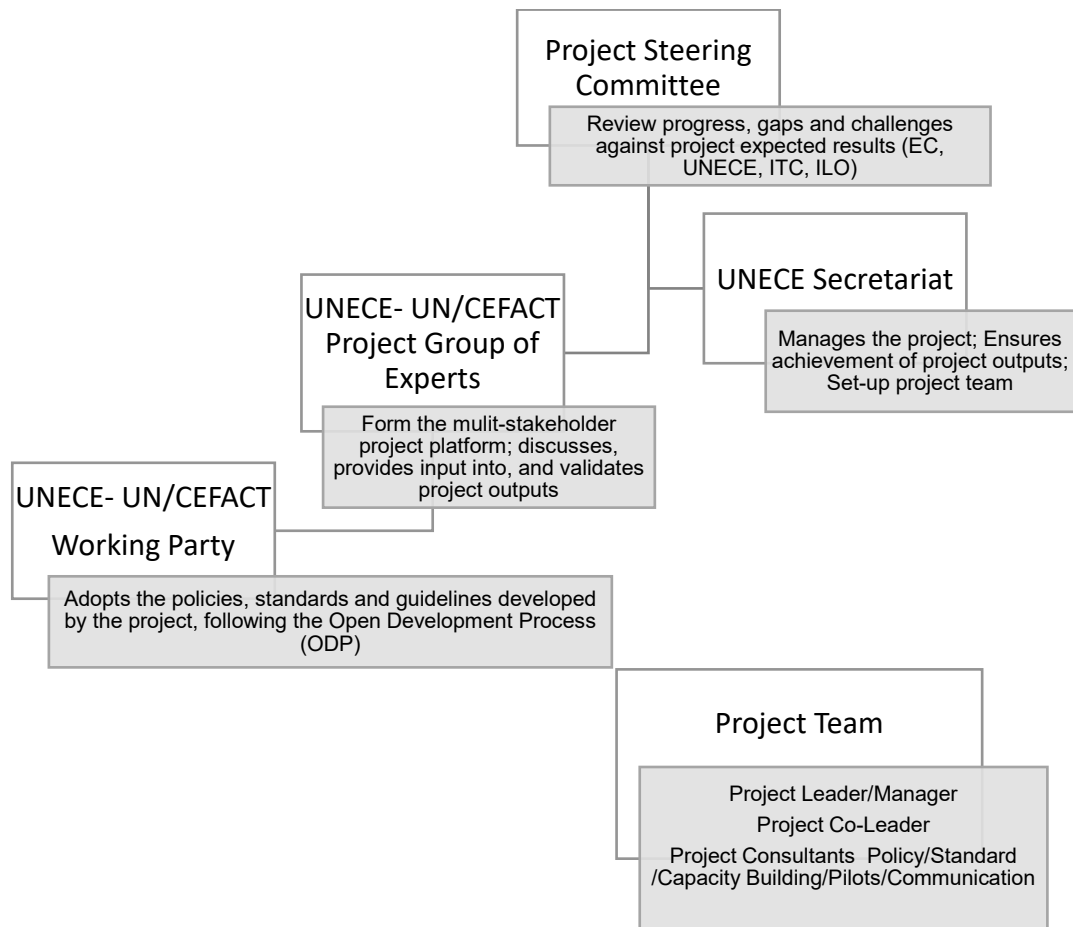 Project Steering
Committee
Review progress, gaps and challenges
against project expected results (EC,
UNECE, ITC, ILO)
UNECE Secretariat
Manages the project; Ensures
achievement of project outputs;
Set-up project team
UNECE- UN/CEFACT
Project Group of
Experts
Form the mulit-stakeholder
project platform; discusses,
provides input into, and validates
project outputs
UNECE- UN/CEFACT
Working Party
Adopts the policies, standards and guidelines developed
by the project, following the Open Development Process
(ODP)
Project Team
Project Leader/Manager
Project Co-Leader
Project Consultants Policy/Standard
/Capacity Building/Pilots/Communication